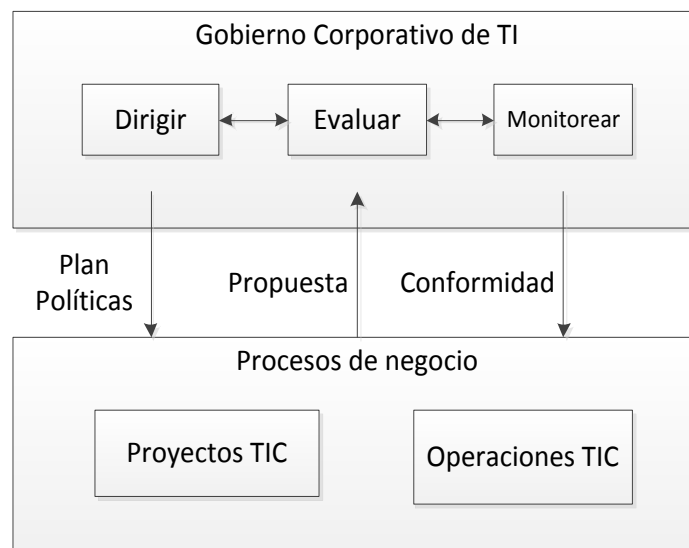 Gobierno Corporativo de TI
Dirigir
Evaluar
Monitorear
Plan
Políticas
Propuesta
Conformidad
Procesos de negocio
Proyectos TIC
Operaciones TIC